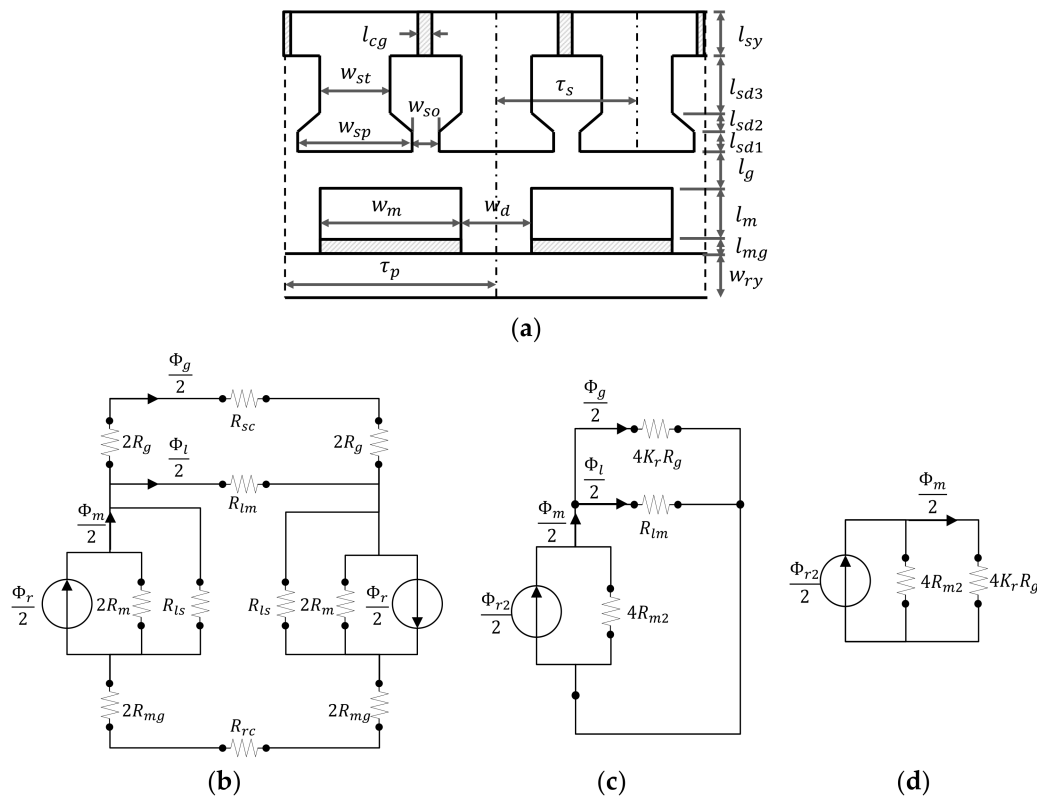 l_cg
l_sy
w_st
τ_s
l_sd3
w_so
l_sd2
w_sp
l_sd1
l_g
w_m
w_d
l_m
l_mg
τ_p
w_ry
(a)
Φ_g/2
R_sc
2R_g
2R_g
Φ_l/2
R_lm
Φ_m/2
Φ_r/2
2R_m
R_ls
R_ls
2R_m
Φ_r/2
2R_mg
2R_mg
R_rc
(b)
Φ_g/2
4K_rR_g
Φ_l/2
R_lm
Φ_m/2
Φ_r2/2
4R_m2
(c)
Φ_m/2
Φ_r2/2
4R_m2
4K_rR_g
(d)